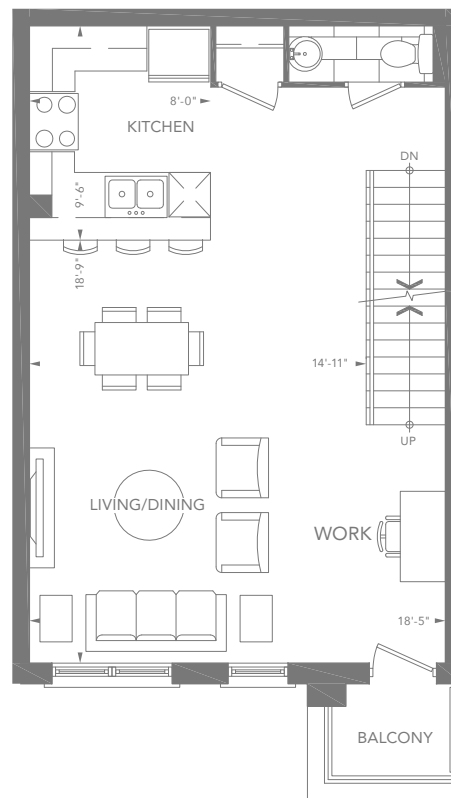 8'-0"
KITCHEN
DN
9'-6"
18'-9"
14'-11"
UP
LIVING/DINING
WORK
18'-5"
BALCONY